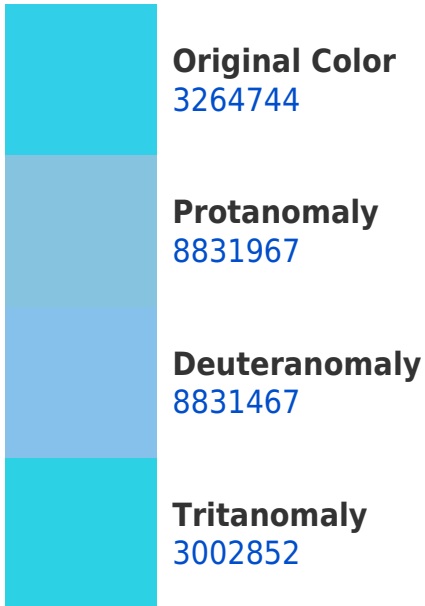 Original Color
3264744
Protanomaly
8831967
Deuteranomaly
8831467
Tritanomaly
3002852